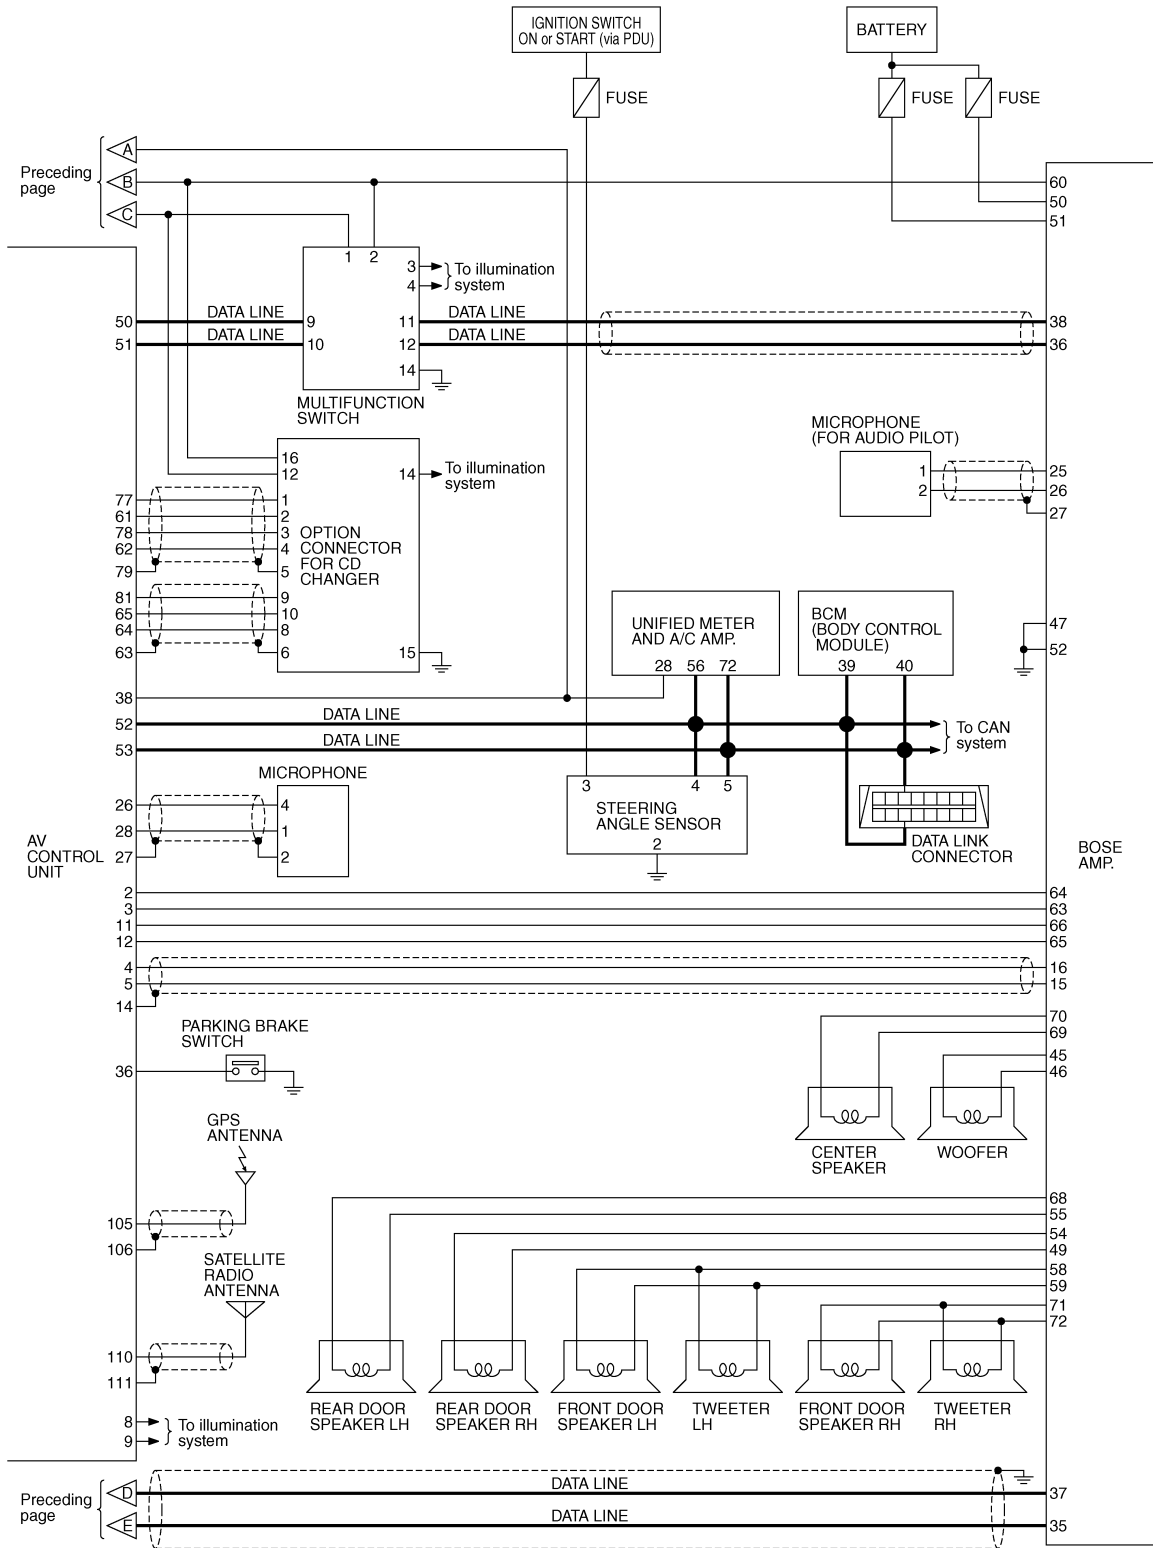 IGNITION SWITCH
ON or START (via PDU)
BATTERY
FUSE
FUSE
FUSE
A
Preceding
page
B
C
60
50
51
1 2
3
4
To illumination
system
50
DATA LINE
9
11
DATA LINE
38
51
DATA LINE
10
12
DATA LINE
36
14
MULTIFUNCTION
SWITCH
MICROPHONE
(FOR AUDIO PILOT)
16
12
14
To illumination
system
1
25
2
26
27
77
1
61
2
78
3
62
4
79
5
OPTION
CONNECTOR
FOR CD
CHANGER
81
9
65
10
64
8
63
6
15
UNIFIED METER
AND A/C AMP.
28 56 72
BCM
(BODY CONTROL
MODULE)
39 40
47
52
38
52
DATA LINE
53
DATA LINE
To CAN
system
MICROPHONE
26
4
28
1
27
2
3 4 5
STEERING
ANGLE SENSOR
2
DATA LINK
CONNECTOR
AV
CONTROL
UNIT
BOSE
AMP.
2
64
3
63
11
66
12
65
4
16
5
15
14
70
69
45
46
PARKING BRAKE
SWITCH
36
CENTER
SPEAKER
WOOFER
GPS
ANTENNA
105
106
SATELLITE
RADIO
ANTENNA
110
111
68
55
54
49
58
59
71
72
REAR DOOR
SPEAKER LH
REAR DOOR
SPEAKER RH
FRONT DOOR
SPEAKER LH
TWEETER
LH
FRONT DOOR
SPEAKER RH
TWEETER
RH
8
9
To illumination
system
Preceding
page
D
DATA LINE
37
E
DATA LINE
35